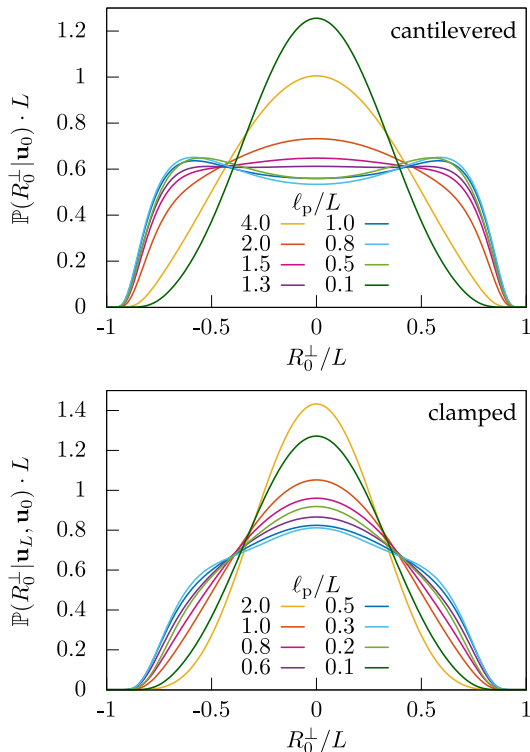 cantilevered
ℙ(R₀^⊥|𝐮₀) · L
1.2
1
0.8
0.6
0.4
0.2
0
ℓₚ/L
4.0 1.0
2.0 0.8
1.5 0.5
1.3 0.1
-1 -0.5 0 0.5 1
R₀^⊥/L
clamped
ℙ(R₀^⊥|𝐮_L, 𝐮₀) · L
1.4
1.2
1
0.8
0.6
0.4
0.2
0
ℓₚ/L
2.0 0.5
1.0 0.3
0.8 0.2
0.6 0.1
-1 -0.5 0 0.5 1
R₀^⊥/L